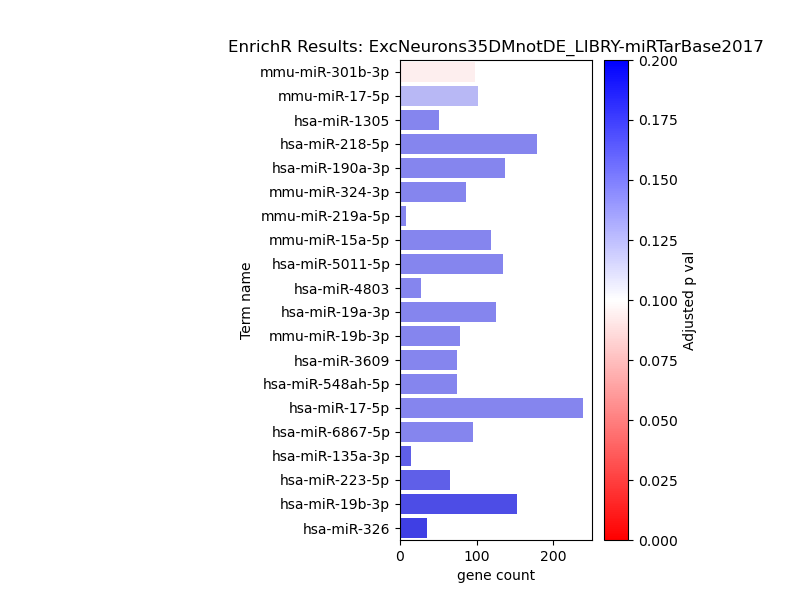 EnrichR Results: ExcNeurons35DMnotDE_LIBRY-miRTarBase2017
Term name
mmu-miR-301b-3p
mmu-miR-17-5p
hsa-miR-1305
hsa-miR-218-5p
hsa-miR-190a-3p
mmu-miR-324-3p
mmu-miR-219a-5p
mmu-miR-15a-5p
hsa-miR-5011-5p
hsa-miR-4803
hsa-miR-19a-3p
mmu-miR-19b-3p
hsa-miR-3609
hsa-miR-548ah-5p
hsa-miR-17-5p
hsa-miR-6867-5p
hsa-miR-135a-3p
hsa-miR-223-5p
hsa-miR-19b-3p
hsa-miR-326
0 100 200
gene count
0.200
0.175
0.150
0.125
0.100
0.075
0.050
0.025
0.000
Adjusted p val